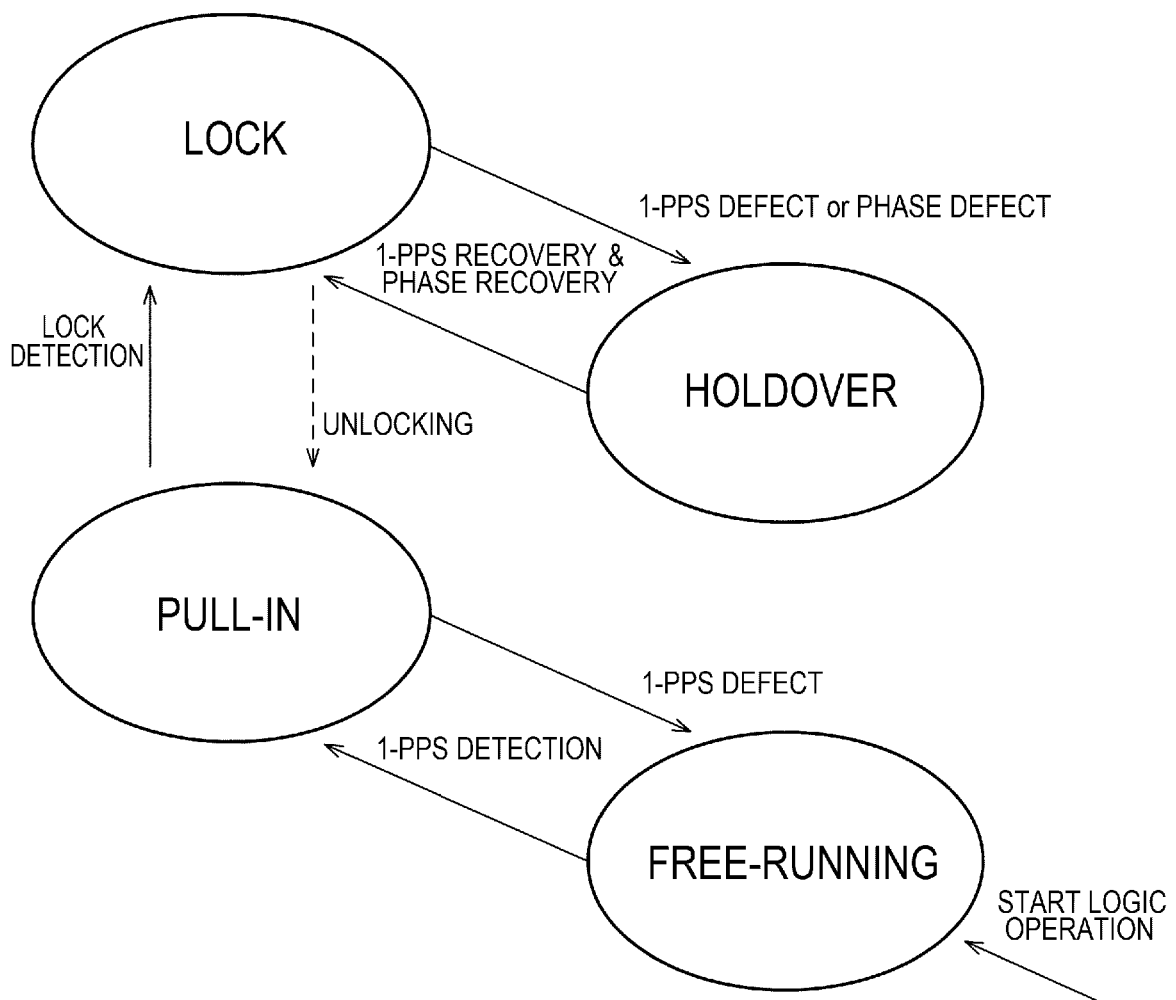 LOCK
1-PPS DEFECT or PHASE DEFECT
1-PPS RECOVERY &
PHASE RECOVERY
LOCK
DETECTION
HOLDOVER
UNLOCKING
PULL-IN
1-PPS DEFECT
1-PPS DETECTION
FREE-RUNNING
START LOGIC
OPERATION